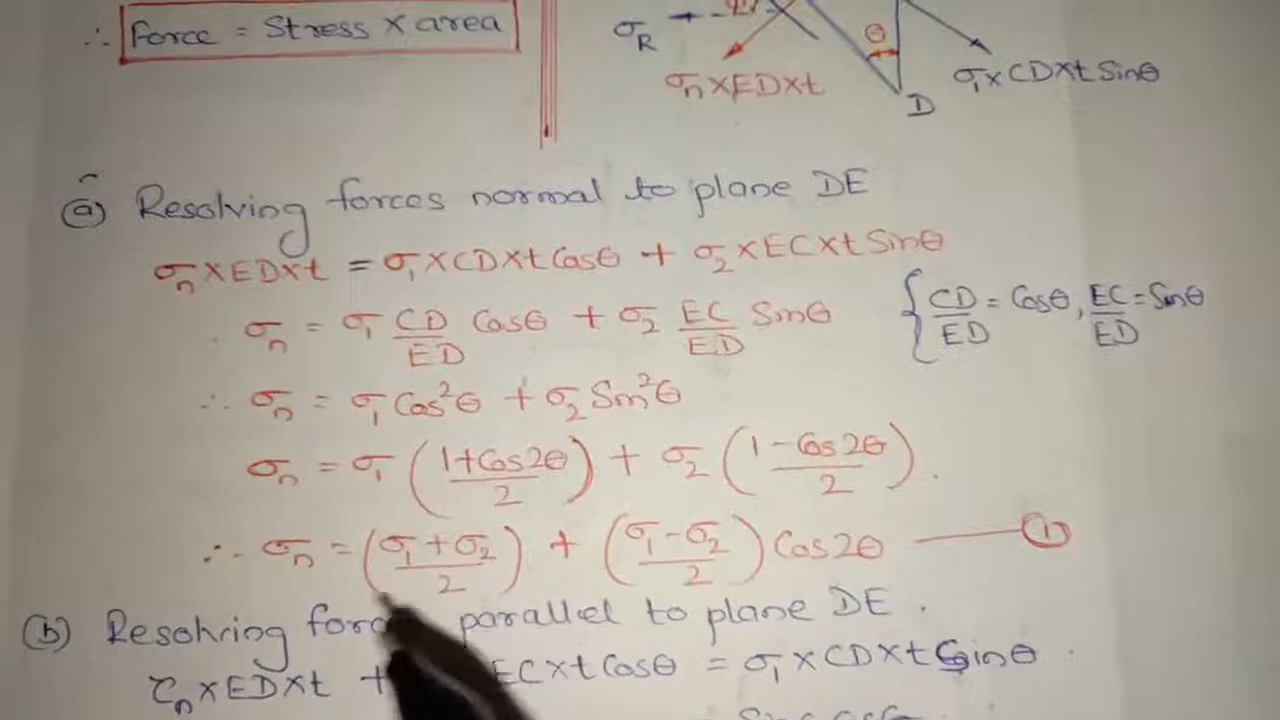 ∴ Force = Stress × area
σR
θ
σn×ED×t
σ1×CD×t Sinθ
D
(a) Resolving forces normal to plane DE
σn×ED×t = σ1×CD×t Cosθ + σ2×EC×t Sinθ
σn = σ1 CD/ED Cosθ + σ2 EC/ED Sinθ { CD/ED = Cosθ, EC/ED = Sinθ
∴ σn = σ1 Cos²θ + σ2 Sin²θ
σn = σ1 ((1+Cos2θ)/2) + σ2 ((1-Cos2θ)/2).
∴ σn = ((σ1+σ2)/2) + ((σ1-σ2)/2) Cos2θ —— (1)
(b) Resolving parallel to plane DE.
τn×ED×t + EC×t Cosθ = σ1×CD×t Sinθ.